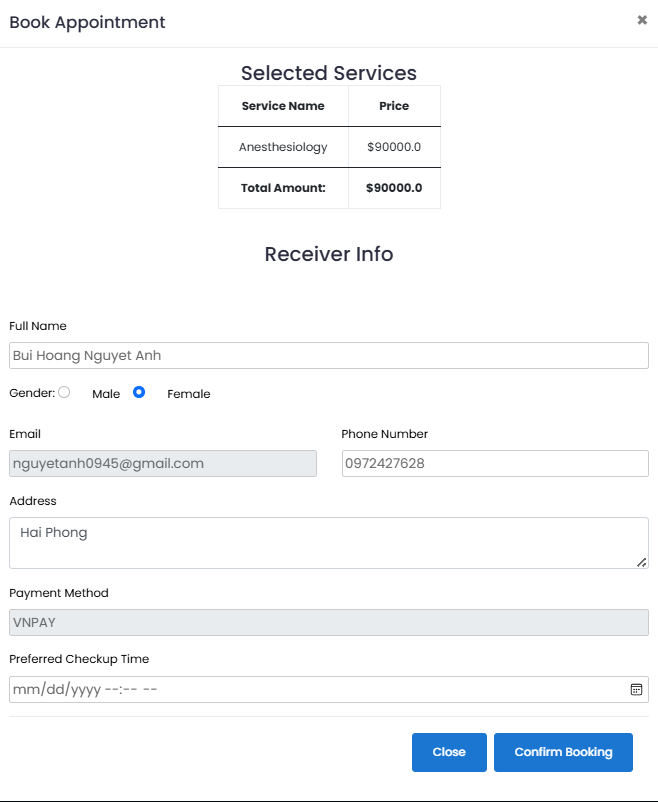 Book Appointment ✖
Selected Services
Service Name Price
Anesthesiology $90000.0
Total Amount: $90000.0
Receiver Info
Full Name
Bui Hoang Nguyet Anh
Gender: Male Female
Email Phone Number
nguyetanh0945@gmail.com 0972427628
Address
Hai Phong
Payment Method
VNPAY
Preferred Checkup Time
mm/dd/yyyy --:-- --
Close Confirm Booking